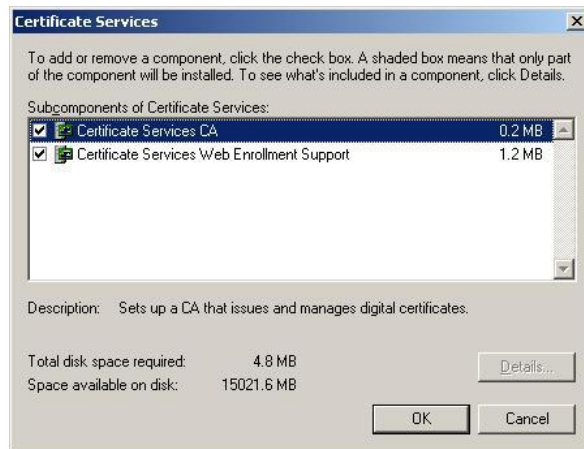 Certificate Services
To add or remove a component, click the check box. A shaded box means that only part
of the component will be installed. To see what's included in a component, click Details.
Subcomponents of Certificate Services:
Certificate Services CA 0.2 MB
Certificate Services Web Enrollment Support 1.2 MB
Description: Sets up a CA that issues and manages digital certificates.
Total disk space required: 4.8 MB
Details...
Space available on disk: 15021.6 MB
OK Cancel